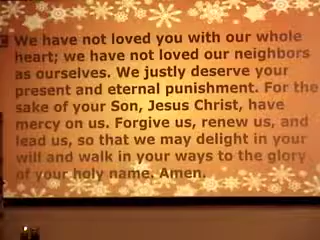 We have not loved you with our whole
heart; we have not loved our neighbors
as ourselves. We justly deserve your
present and eternal punishment. For the
sake of your Son, Jesus Christ, have
mercy on us. Forgive us, renew us, and
lead us, so that we may delight in your
will and walk in your ways to the glory
of your holy name. Amen.